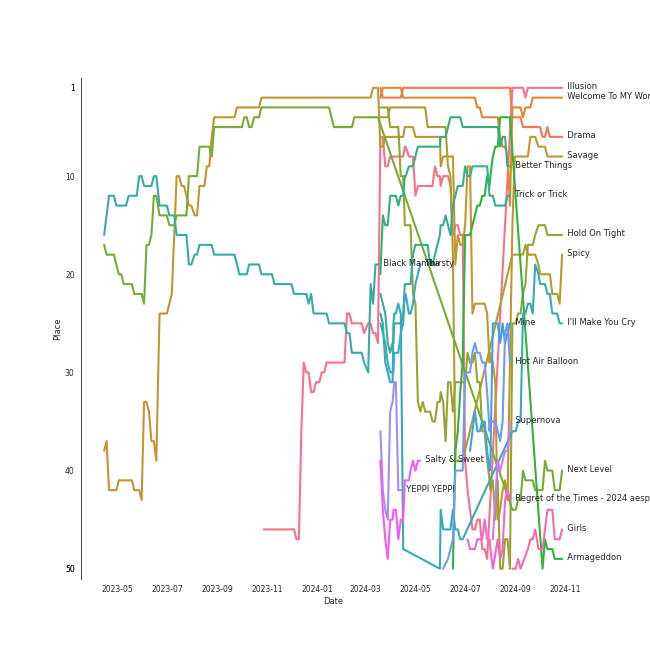 1
Illusion
Welcome To MY Wor
Drama
Savage
Better Things
10
Trick or Trick
Hold On Tight
Spicy
Black Mamba
Thirsty
20
Place
Mine
I'll Make You Cry
Hot Air Balloon
30
Supernova
Salty & Sweet
40
Next Level
YEPPI YEPPI
Regret of the Times - 2024 aesp
Girls
Armageddon
50
2023-05
2023-07
2023-09
2023-11
2024-01
2024-03
2024-05
2024-07
2024-09
2024-11
Date